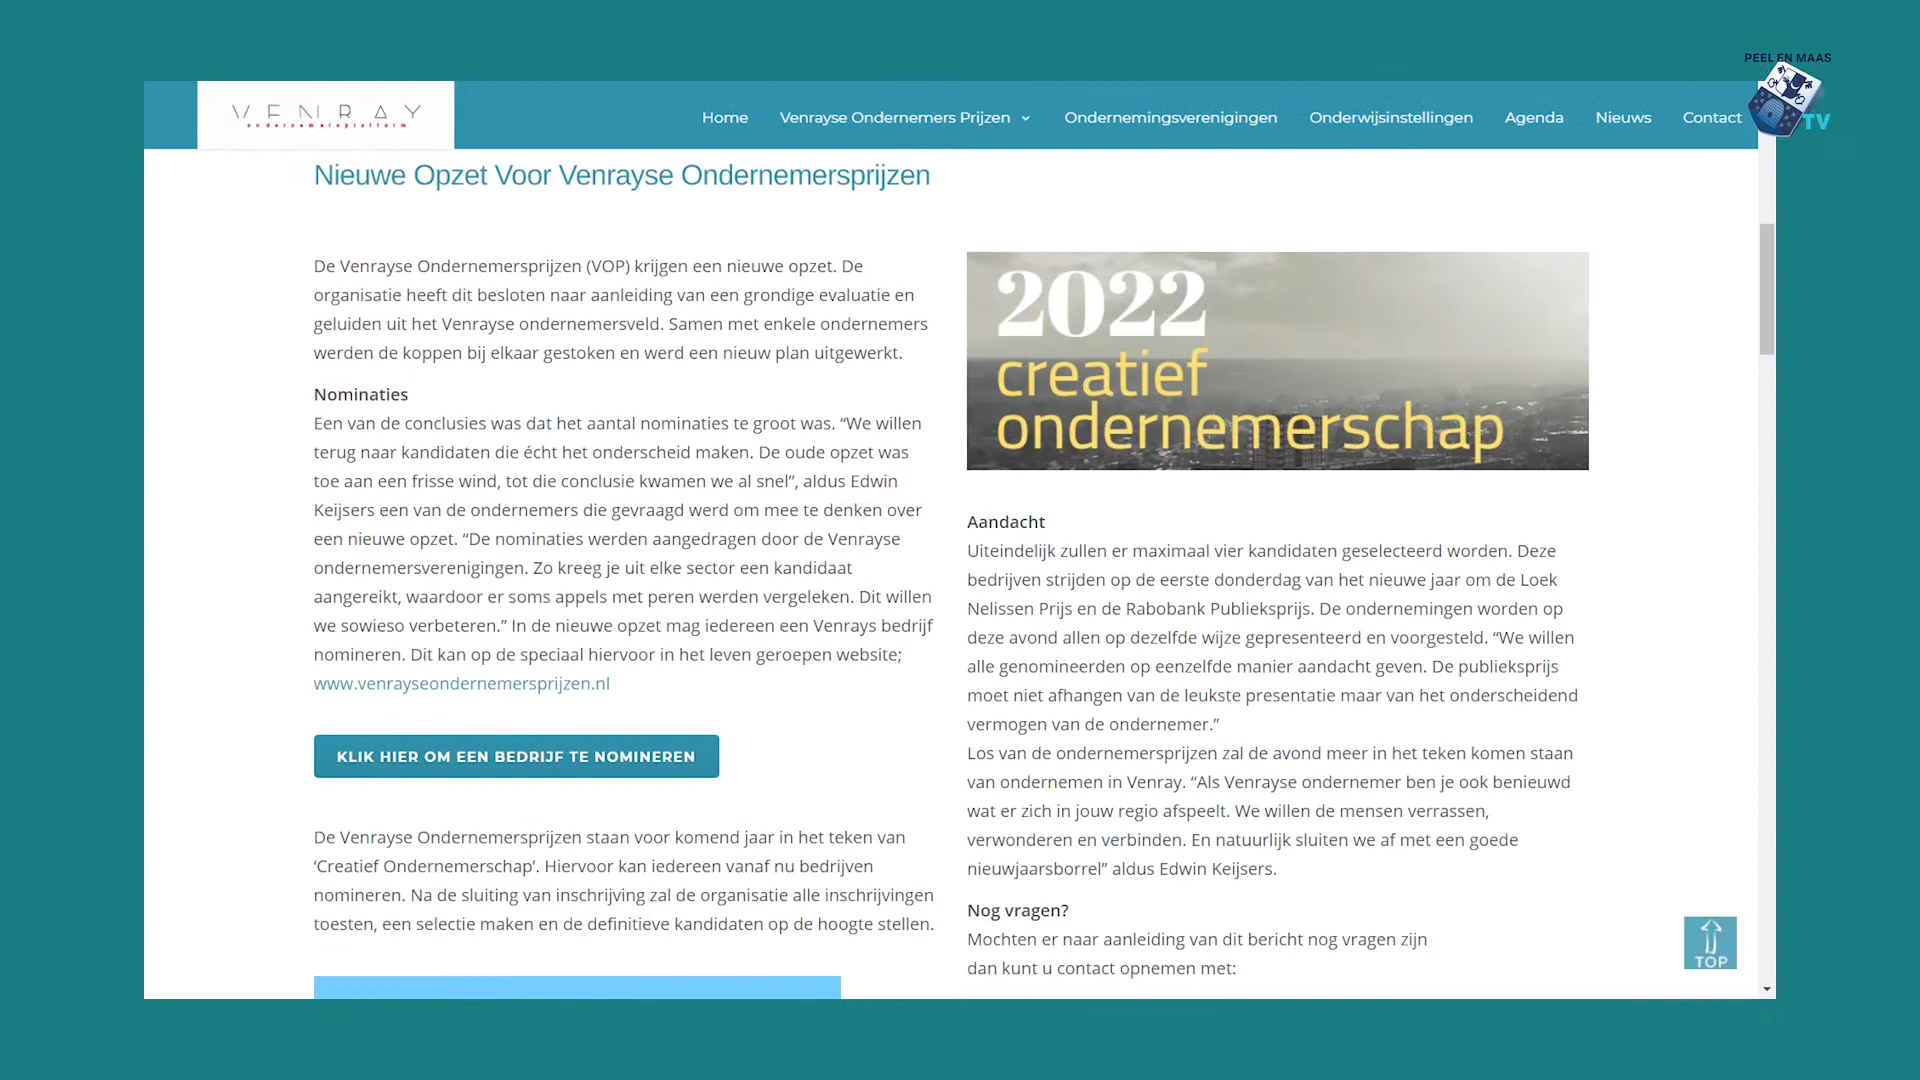 PEEL EN MAAS
TV
VENRAY
ondernemersplatform
Home
Venrayse Ondernemers Prijzen
Ondernemingsverenigingen
Onderwijsinstellingen
Agenda
Nieuws
Contact
Nieuwe Opzet Voor Venrayse Ondernemersprijzen
De Venrayse Ondernemersprijzen (VOP) krijgen een nieuwe opzet. De
organisatie heeft dit besloten naar aanleiding van een grondige evaluatie en
geluiden uit het Venrayse ondernemersveld. Samen met enkele ondernemers
werden de koppen bij elkaar gestoken en werd een nieuw plan uitgewerkt.
Nominaties
Een van de conclusies was dat het aantal nominaties te groot was. “We willen
terug naar kandidaten die écht het onderscheid maken. De oude opzet was
toe aan een frisse wind, tot die conclusie kwamen we al snel”, aldus Edwin
Keijsers een van de ondernemers die gevraagd werd om mee te denken over
een nieuwe opzet. “De nominaties werden aangedragen door de Venrayse
ondernemersverenigingen. Zo kreeg je uit elke sector een kandidaat
aangereikt, waardoor er soms appels met peren werden vergeleken. Dit willen
we sowieso verbeteren.” In de nieuwe opzet mag iedereen een Venrays bedrijf
nomineren. Dit kan op de speciaal hiervoor in het leven geroepen website;
www.venrayseondernemersprijzen.nl
KLIK HIER OM EEN BEDRIJF TE NOMINEREN
De Venrayse Ondernemersprijzen staan voor komend jaar in het teken van
‘Creatief Ondernemerschap’. Hiervoor kan iedereen vanaf nu bedrijven
nomineren. Na de sluiting van inschrijving zal de organisatie alle inschrijvingen
toesten, een selectie maken en de definitieve kandidaten op de hoogte stellen.
2022
creatief
ondernemerschap
Aandacht
Uiteindelijk zullen er maximaal vier kandidaten geselecteerd worden. Deze
bedrijven strijden op de eerste donderdag van het nieuwe jaar om de Loek
Nelissen Prijs en de Rabobank Publieksprijs. De ondernemingen worden op
deze avond allen op dezelfde wijze gepresenteerd en voorgesteld. “We willen
alle genomineerden op eenzelfde manier aandacht geven. De publieksprijs
moet niet afhangen van de leukste presentatie maar van het onderscheidend
vermogen van de ondernemer.”
Los van de ondernemersprijzen zal de avond meer in het teken komen staan
van ondernemen in Venray. “Als Venrayse ondernemer ben je ook benieuwd
wat er zich in jouw regio afspeelt. We willen de mensen verrassen,
verwonderen en verbinden. En natuurlijk sluiten we af met een goede
nieuwjaarsborrel” aldus Edwin Keijsers.
Nog vragen?
Mochten er naar aanleiding van dit bericht nog vragen zijn
dan kunt u contact opnemen met:
TOP